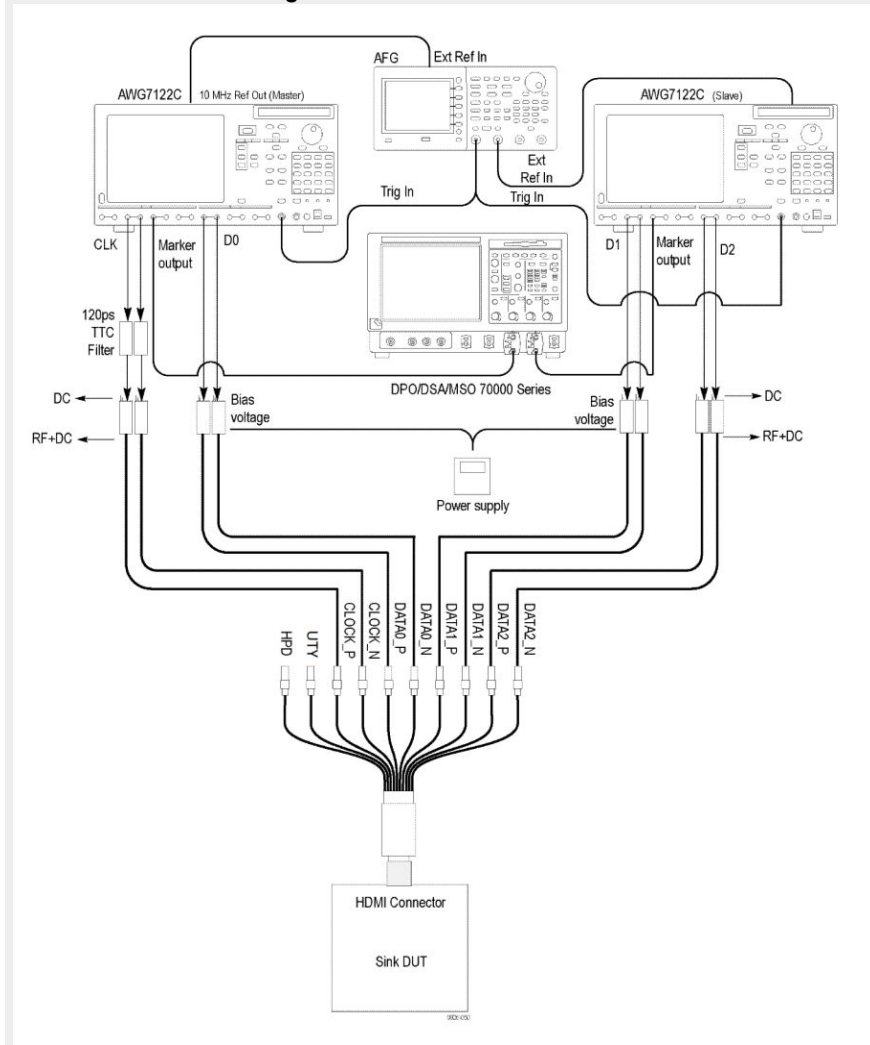 AFG
Ext Ref In
AWG7122C
10 MHz Ref Out (Master)
AWG7122C
(Slave)
Ext
Ref In
Trig In
Trig In
CLK
Marker
output
D0
D1
Marker
output
D2
120ps
TTC
Filter
DPO/DSA/MSO 70000 Series
DC
Bias
voltage
Bias
voltage
DC
RF+DC
RF+DC
Power supply
HPD
UTY
CLOCK_P
CLOCK_N
DATA0_P
DATA0_N
DATA1_P
DATA1_N
DATA2_P
DATA2_N
HDMI Connector
Sink DUT